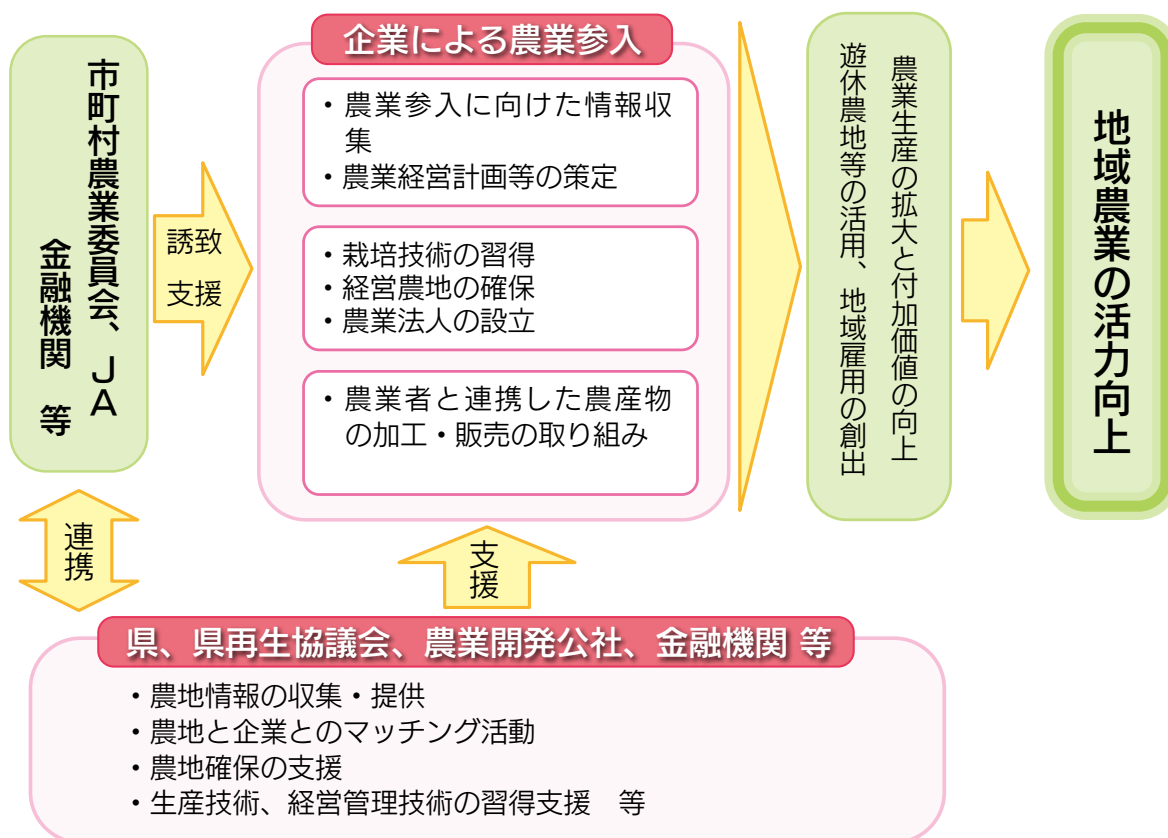 市町村農業委員会、ＪＡ
金融機関　等
誘致
支援
企業による農業参入
・農業参入に向けた情報収
集
・農業経営計画等の策定
・栽培技術の習得
・経営農地の確保
・農業法人の設立
・農業者と連携した農産物
の加工・販売の取り組み
農業生産の拡大と付加価値の向上
遊休農地等の活用、地域雇用の創出
地域農業の活力向上
連携
支援
県、県再生協議会、農業開発公社、金融機関 等
・農地情報の収集・提供
・農地と企業とのマッチング活動
・農地確保の支援
・生産技術、経営管理技術の習得支援　等